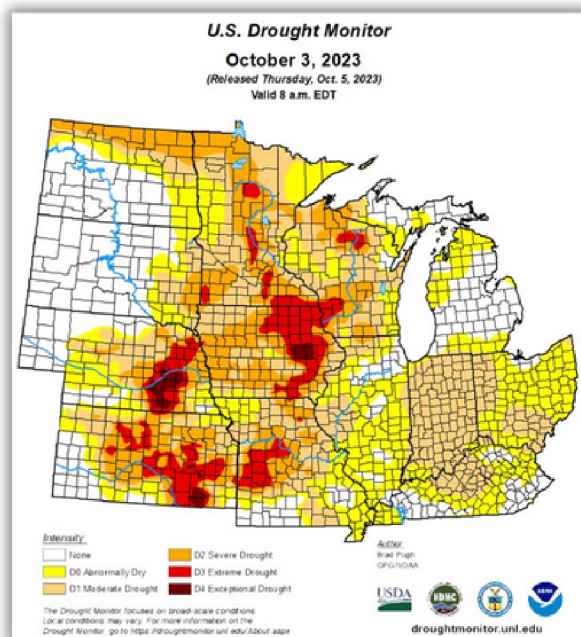 U.S. Drought Monitor
October 3, 2023
(Released Thursday, Oct. 5, 2023)
Valid 8 a.m. EDT
Intensity
None
D0 Abnormally Dry
D1 Moderate Drought
D2 Severe Drought
D3 Extreme Drought
D4 Exceptional Drought
Author
Brad Pugh
CPC/NOAA
The Drought Monitor focuses on broad-scale conditions.
Local conditions may vary. For more information on the
Drought Monitor, go to https://droughtmonitor.unl.edu/About.aspx
USDA
NDMC
NOAA
droughtmonitor.unl.edu